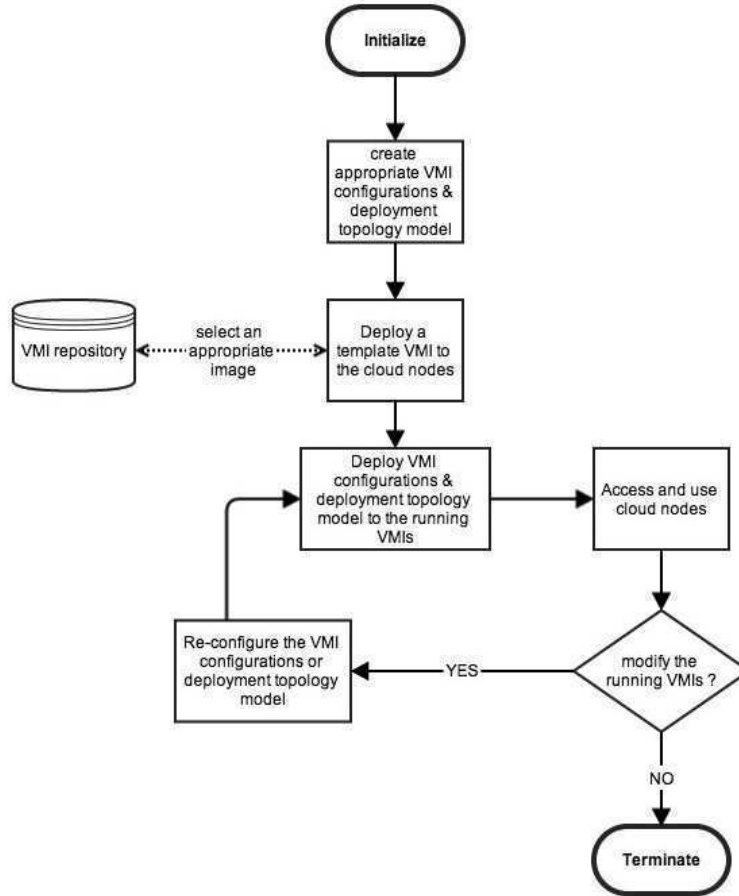 Initialize
create
appropriate VMI
configurations &
deployment
topology model
VMI repository
select an
appropriate
image
Deploy a
template VMI to
the cloud nodes
Deploy VMI
configurations &
deployment topology
model to the running
VMIs
Access and use
cloud nodes
Re-configure the VMI
configurations or
deployment topology
model
YES
modify the
running VMIs ?
NO
Terminate